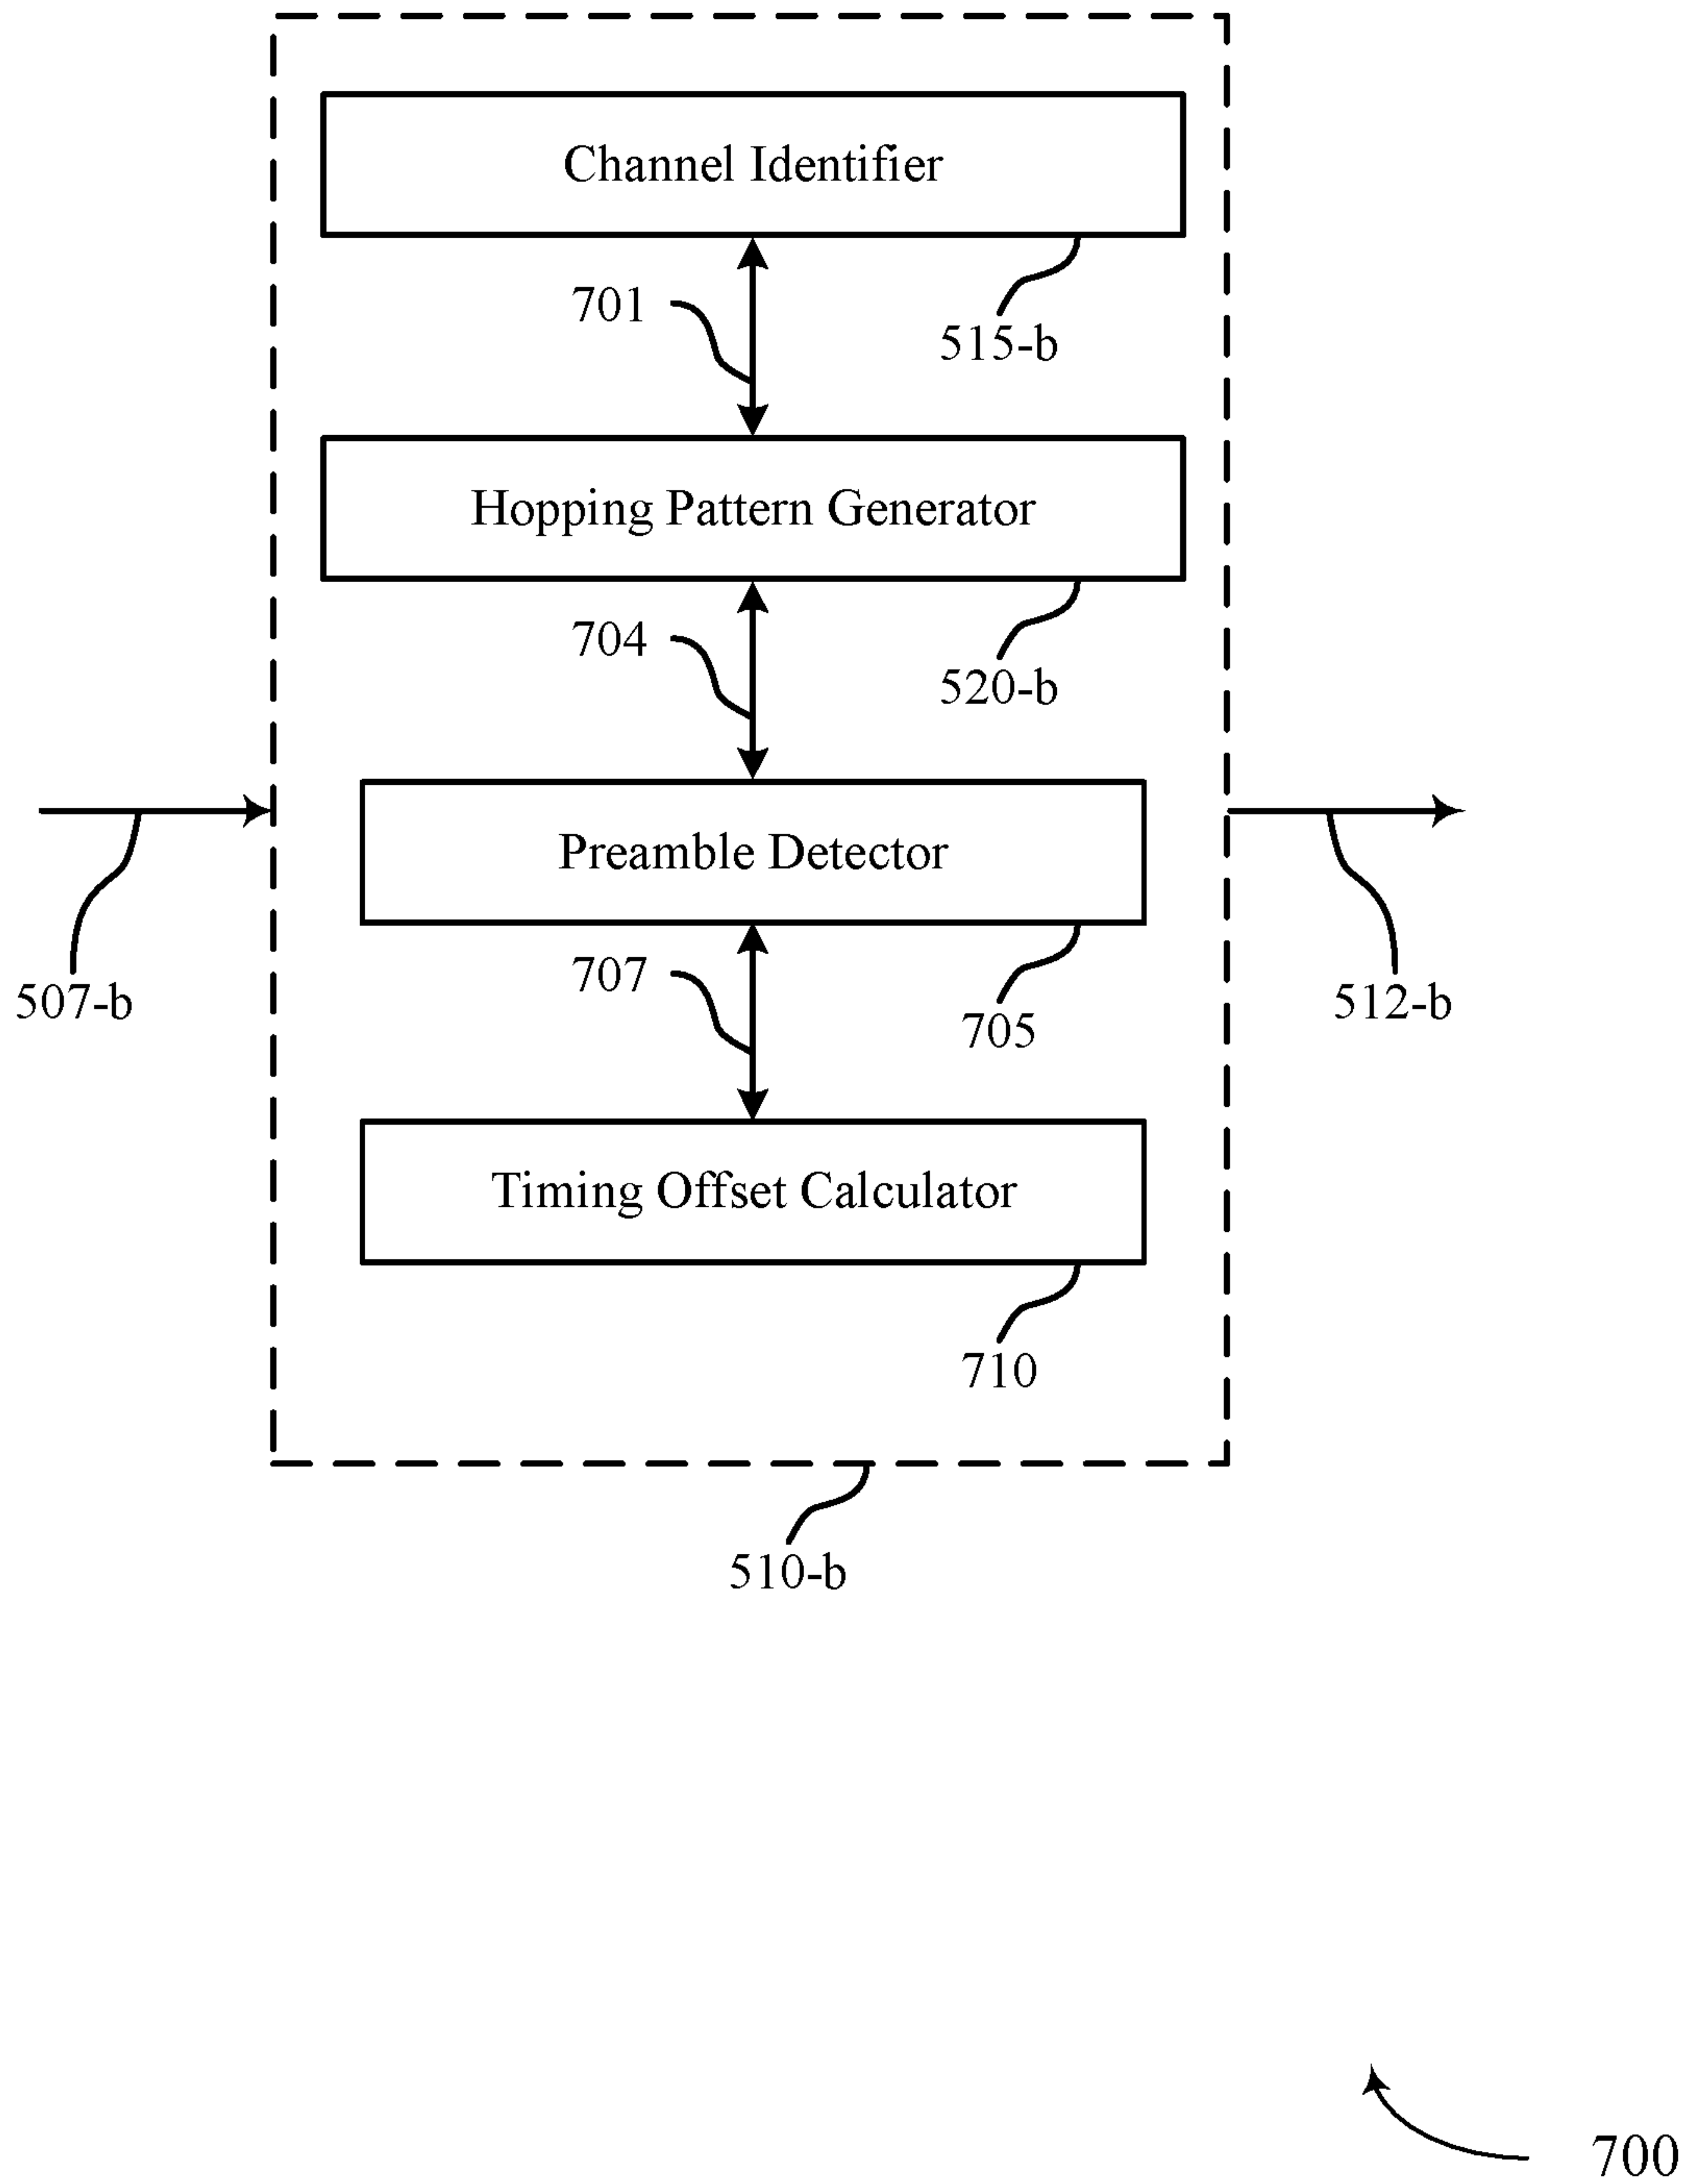 Channel Identifier
701
515-b
Hopping Pattern Generator
704
520-b
Preamble Detector
507-b
707
705
512-b
Timing Offset Calculator
710
510-b
700